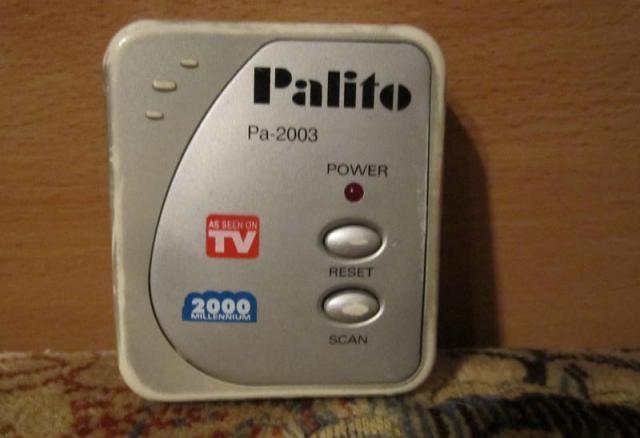 Palito
Pa-2003
POWER
AS SEEN ON
TV
RESET
2000
MILLENNIUM
SCAN